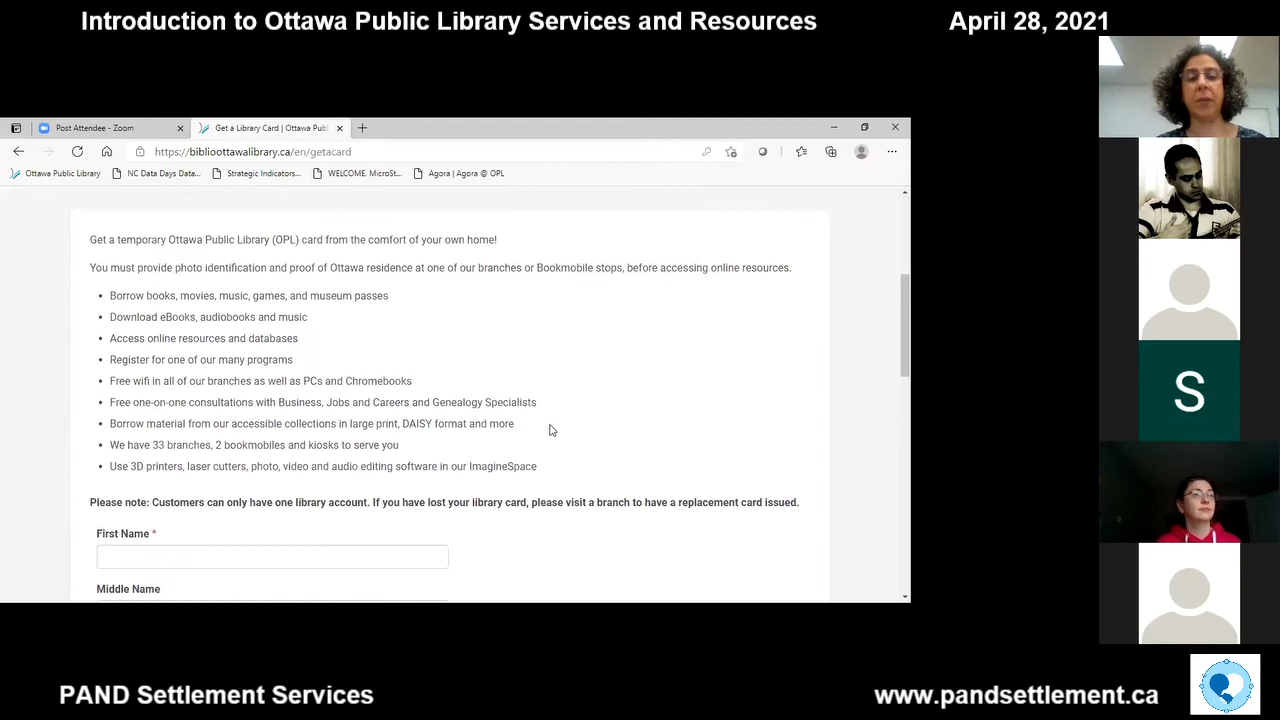 Introduction to Ottawa Public Library Services and Resources
April 28, 2021
Post Attendee - Zoom
Get a Library Card | Ottawa Publ
https://biblioottawalibrary.ca/en/getacard
Ottawa Public Library
NC Data Days Data...
Strategic Indicators...
WELCOME. MicroSt...
Agora | Agora @ OPL
Get a temporary Ottawa Public Library (OPL) card from the comfort of your own home!
You must provide photo identification and proof of Ottawa residence at one of our branches or Bookmobile stops, before accessing online resources.
• Borrow books, movies, music, games, and museum passes
• Download eBooks, audiobooks and music
• Access online resources and databases
• Register for one of our many programs
• Free wifi in all of our branches as well as PCs and Chromebooks
• Free one-on-one consultations with Business, Jobs and Careers and Genealogy Specialists
• Borrow material from our accessible collections in large print, DAISY format and more
• We have 33 branches, 2 bookmobiles and kiosks to serve you
• Use 3D printers, laser cutters, photo, video and audio editing software in our ImagineSpace
Please note: Customers can only have one library account. If you have lost your library card, please visit a branch to have a replacement card issued.
First Name *
Middle Name
S
PAND Settlement Services
www.pandsettlement.ca